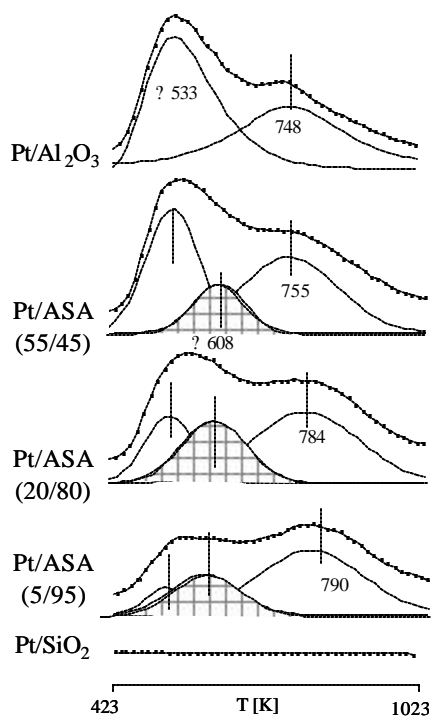 ? 533
748
Pt/Al2O3
755
Pt/ASA
(55/45)
? 608
784
Pt/ASA
(20/80)
Pt/ASA
(5/95)
790
Pt/SiO2
423 T [K] 1023